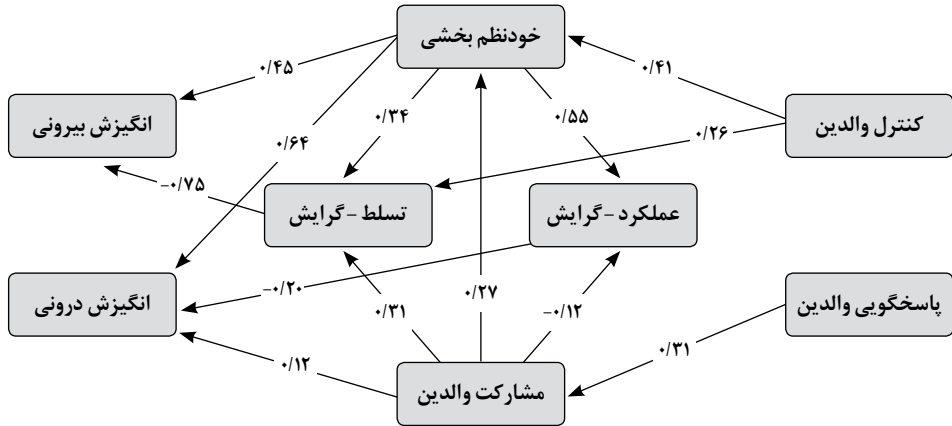 خودنظم بخشی
۰/۴۵
۰/۴۱
انگیزش بیرونی
۰/۳۴
۰/۵۵
کنترل والدین
۰/۶۴
۰/۲۶
−۰/۷۵
تسلط - گرایش
عملکرد - گرایش
انگیزش درونی
−۰/۲۰
۰/۲۷
پاسخگویی والدین
۰/۳۱
−۰/۱۲
۰/۱۲
۰/۳۱
مشارکت والدین